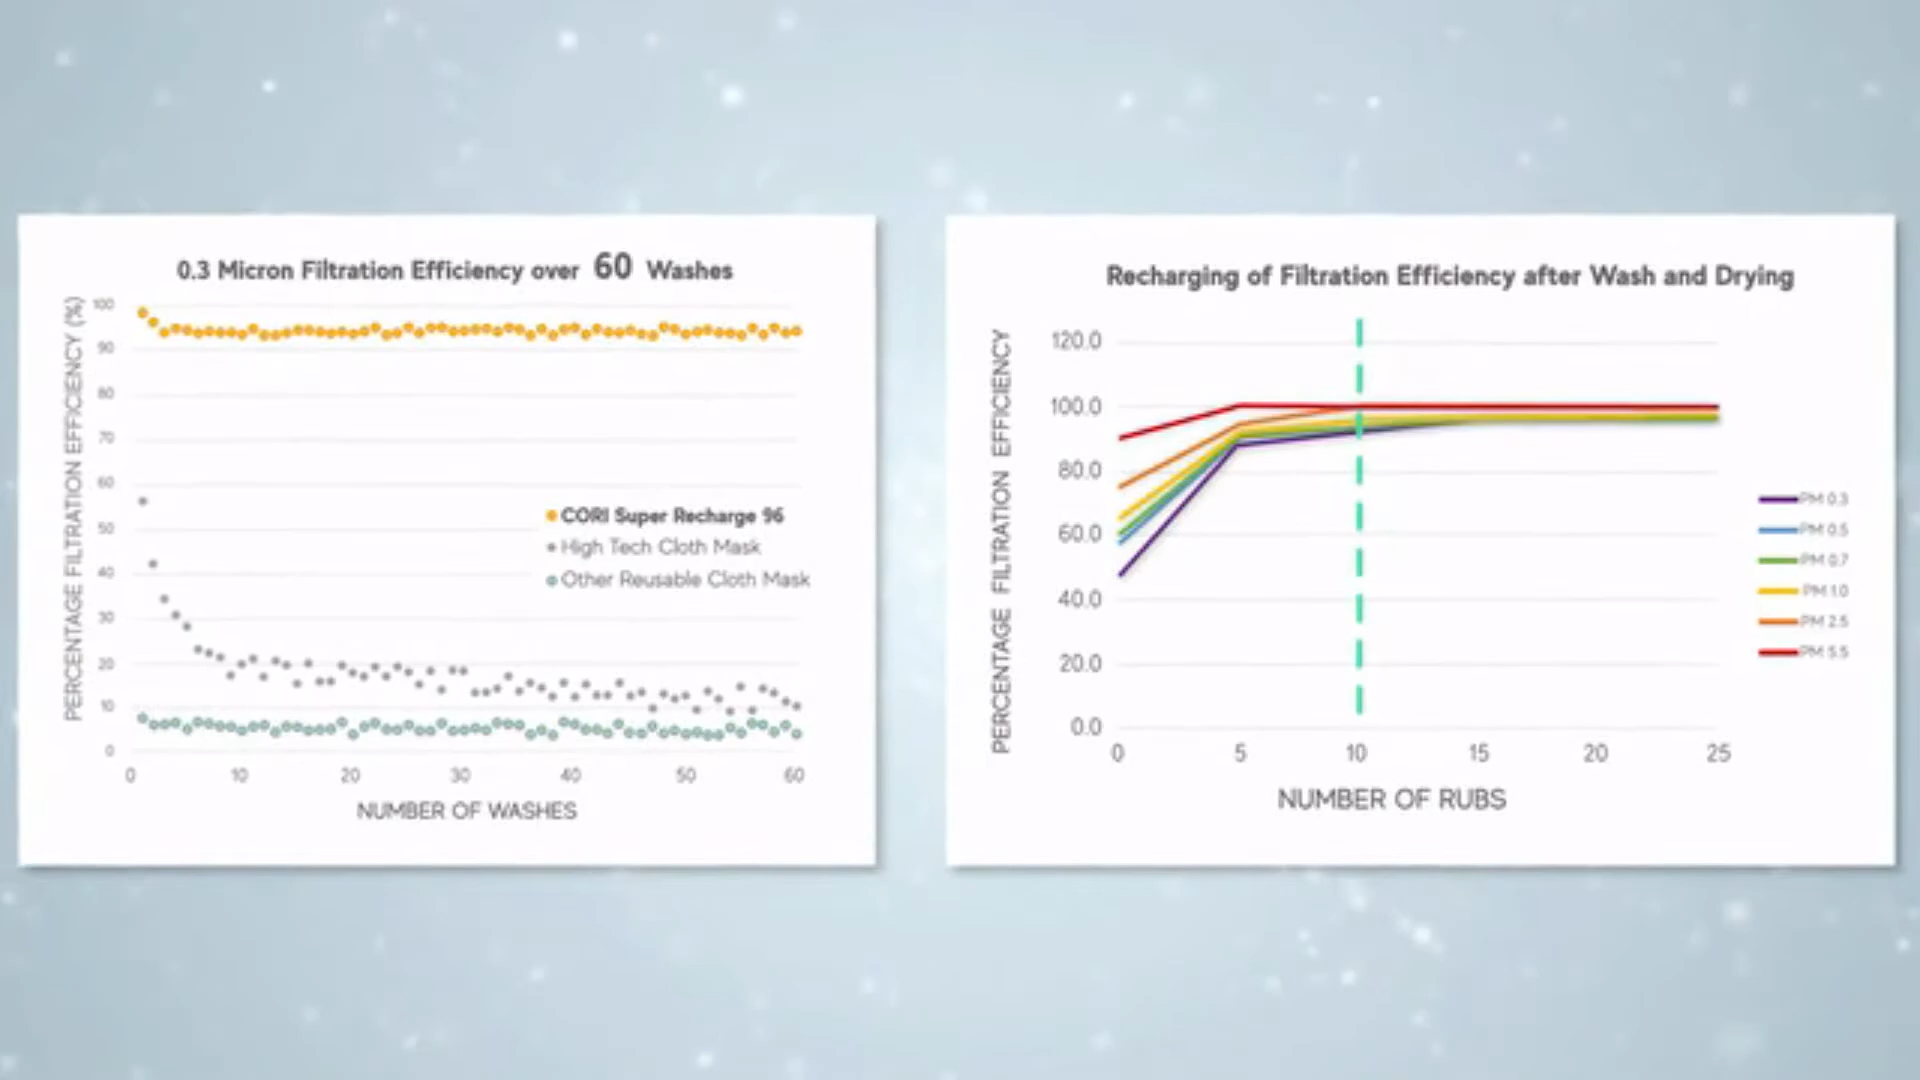 0.3 Micron Filtration Efficiency over 60 Washes
PERCENTAGE FILTRATION EFFICIENCY (%)
100
90
80
70
60
50
40
30
20
10
0
CORI Super Recharge 96
High Tech Cloth Mask
Other Reusable Cloth Mask
0 10 20 30 40 50 60
NUMBER OF WASHES
Recharging of Filtration Efficiency after Wash and Drying
PERCENTAGE FILTRATION EFFICIENCY
120.0
100.0
80.0
60.0
40.0
20.0
0.0
PM 0.3
PM 0.5
PM 0.7
PM 1.0
PM 2.5
PM 5.5
0 5 10 15 20 25
NUMBER OF RUBS